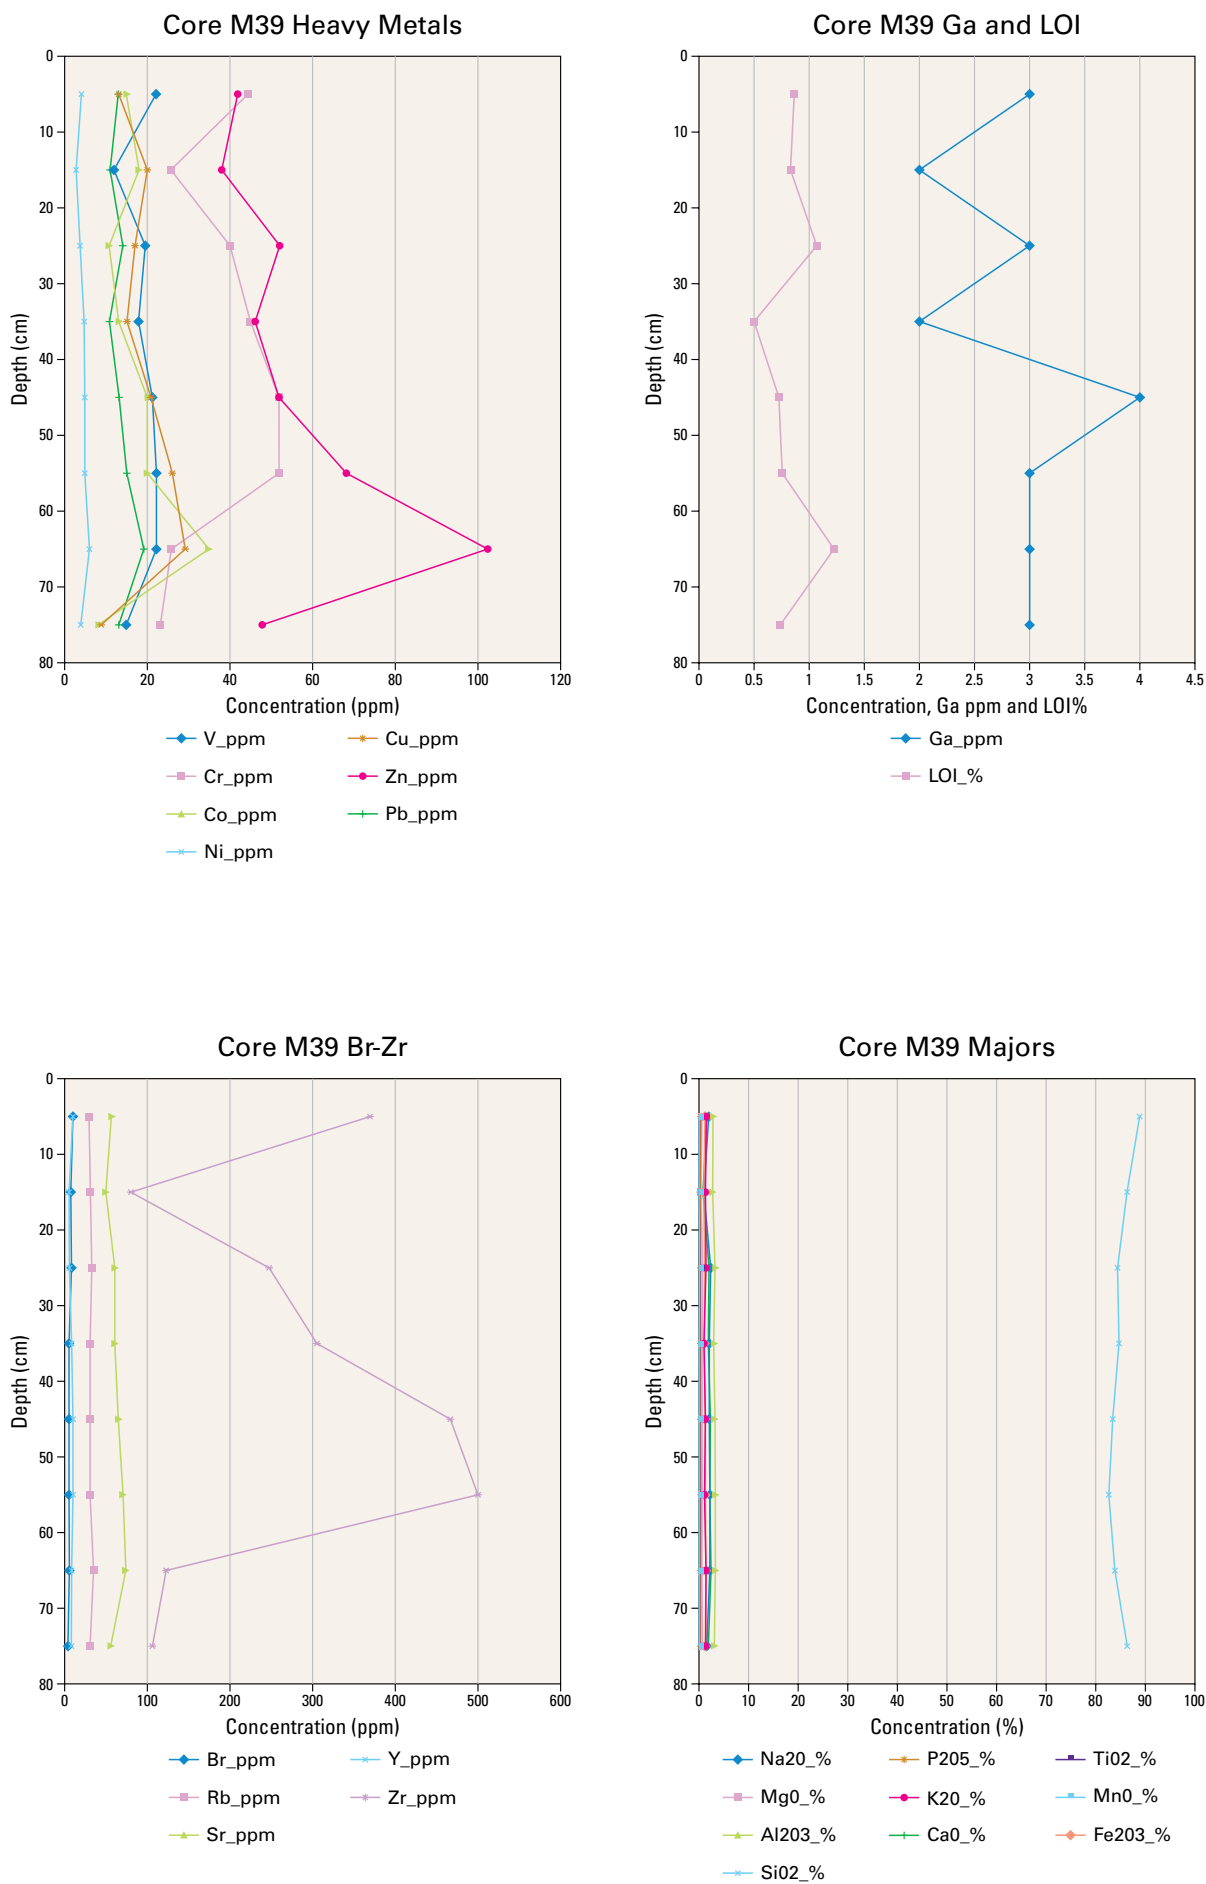 Core M39 Heavy Metals
0
10
20
30
40
50
60
70
80
Depth (cm)
0 20 40 60 80 100 120
Concentration (ppm)
V_ppm Cu_ppm
Cr_ppm Zn_ppm
Co_ppm Pb_ppm
Ni_ppm
Core M39 Ga and LOI
0
10
20
30
40
50
60
70
80
Depth (cm)
0 0.5 1 1.5 2 2.5 3 3.5 4 4.5
Concentration, Ga ppm and LOI%
Ga_ppm
LOI_%
Core M39 Br-Zr
0
10
20
30
40
50
60
70
80
Depth (cm)
0 100 200 300 400 500 600
Concentration (ppm)
Br_ppm Y_ppm
Rb_ppm Zr_ppm
Sr_ppm
Core M39 Majors
0
10
20
30
40
50
60
70
80
Depth (cm)
0 10 20 30 40 50 60 70 80 90 100
Concentration (%)
Na20_% P205_% Ti02_%
Mg0_% K20_% Mn0_%
Al203_% Ca0_% Fe203_%
Si02_%